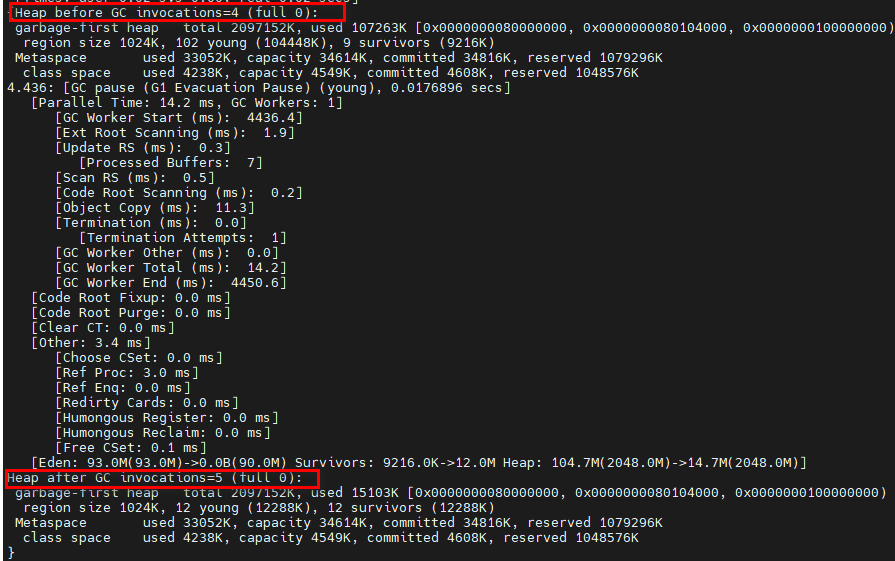 {Heap before GC invocations=4 (full 0):
 garbage-first heap   total 2097152K, used 107263K [0x0000000080000000, 0x0000000080104000, 0x0000000100000000)
  region size 1024K, 102 young (104448K), 9 survivors (9216K)
 Metaspace       used 33052K, capacity 34614K, committed 34816K, reserved 1079296K
  class space    used 4238K, capacity 4549K, committed 4608K, reserved 1048576K
4.436: [GC pause (G1 Evacuation Pause) (young), 0.0176896 secs]
   [Parallel Time: 14.2 ms, GC Workers: 1]
      [GC Worker Start (ms):  4436.4]
      [Ext Root Scanning (ms):  1.9]
      [Update RS (ms):  0.3]
         [Processed Buffers:  7]
      [Scan RS (ms):  0.5]
      [Code Root Scanning (ms):  0.2]
      [Object Copy (ms):  11.3]
      [Termination (ms):  0.0]
         [Termination Attempts:  1]
      [GC Worker Other (ms):  0.0]
      [GC Worker Total (ms):  14.2]
      [GC Worker End (ms):  4450.6]
   [Code Root Fixup: 0.0 ms]
   [Code Root Purge: 0.0 ms]
   [Clear CT: 0.0 ms]
   [Other: 3.4 ms]
      [Choose CSet: 0.0 ms]
      [Ref Proc: 3.0 ms]
      [Ref Enq: 0.0 ms]
      [Redirty Cards: 0.0 ms]
      [Humongous Register: 0.0 ms]
      [Humongous Reclaim: 0.0 ms]
      [Free CSet: 0.1 ms]
   [Eden: 93.0M(93.0M)->0.0B(90.0M) Survivors: 9216.0K->12.0M Heap: 104.7M(2048.0M)->14.7M(2048.0M)]
Heap after GC invocations=5 (full 0):
 garbage-first heap   total 2097152K, used 15103K [0x0000000080000000, 0x0000000080104000, 0x0000000100000000)
  region size 1024K, 12 young (12288K), 12 survivors (12288K)
 Metaspace       used 33052K, capacity 34614K, committed 34816K, reserved 1079296K
  class space    used 4238K, capacity 4549K, committed 4608K, reserved 1048576K
}